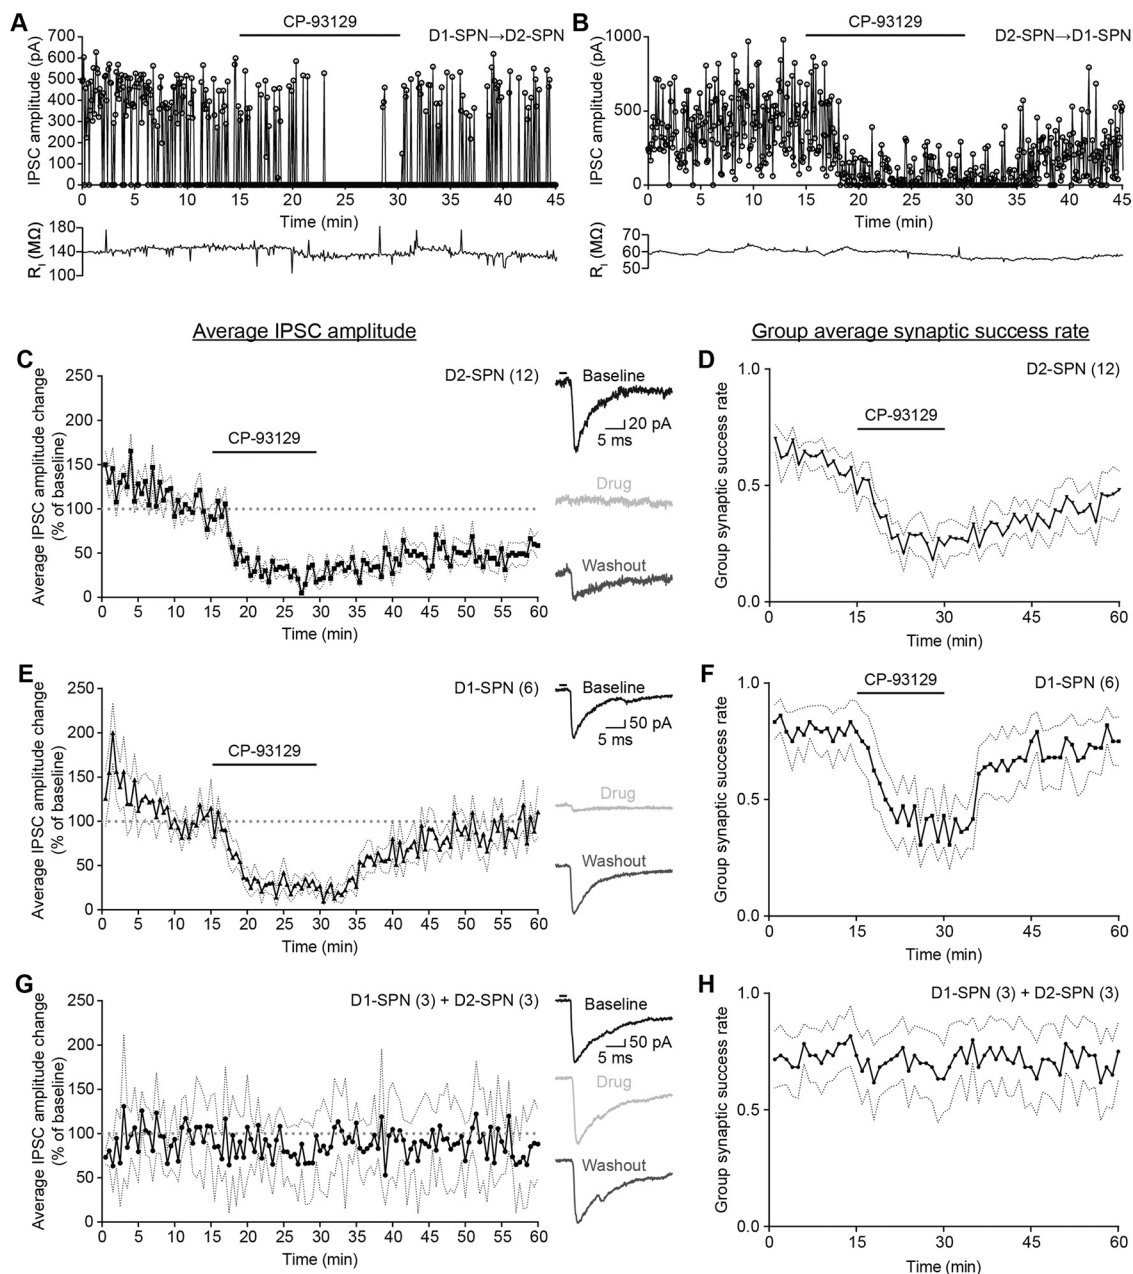 A
CP-93129
D1-SPN→D2-SPN
IPSC amplitude (pA)
700
600
500
400
300
200
100
0
0 5 10 15 20 25 30 35 40 45
Time (min)
RI (MΩ)
180
140
100
B
CP-93129
D2-SPN→D1-SPN
IPSC amplitude (pA)
1000
500
0
0 5 10 15 20 25 30 35 40 45
Time (min)
RI (MΩ)
70
60
50
Average IPSC amplitude
Group average synaptic success rate
C
D2-SPN (12)
CP-93129
Average IPSC amplitude change
(% of baseline)
250
200
150
100
50
0
0 5 10 15 20 25 30 35 40 45 50 55 60
Time (min)
Baseline
20 pA
5 ms
Drug
Washout
D
D2-SPN (12)
CP-93129
Group synaptic success rate
1.0
0.5
0.0
0 15 30 45 60
Time (min)
E
D1-SPN (6)
CP-93129
Average IPSC amplitude change
(% of baseline)
250
200
150
100
50
0
0 5 10 15 20 25 30 35 40 45 50 55 60
Time (min)
Baseline
50 pA
5 ms
Drug
Washout
F
CP-93129
D1-SPN (6)
Group synaptic success rate
1.0
0.5
0.0
0 15 30 45 60
Time (min)
G
D1-SPN (3) + D2-SPN (3)
Average IPSC amplitude change
(% of baseline)
250
200
150
100
50
0
0 5 10 15 20 25 30 35 40 45 50 55 60
Time (min)
Baseline
50 pA
5 ms
Drug
Washout
H
D1-SPN (3) + D2-SPN (3)
Group synaptic success rate
1.0
0.5
0.0
0 15 30 45 60
Time (min)